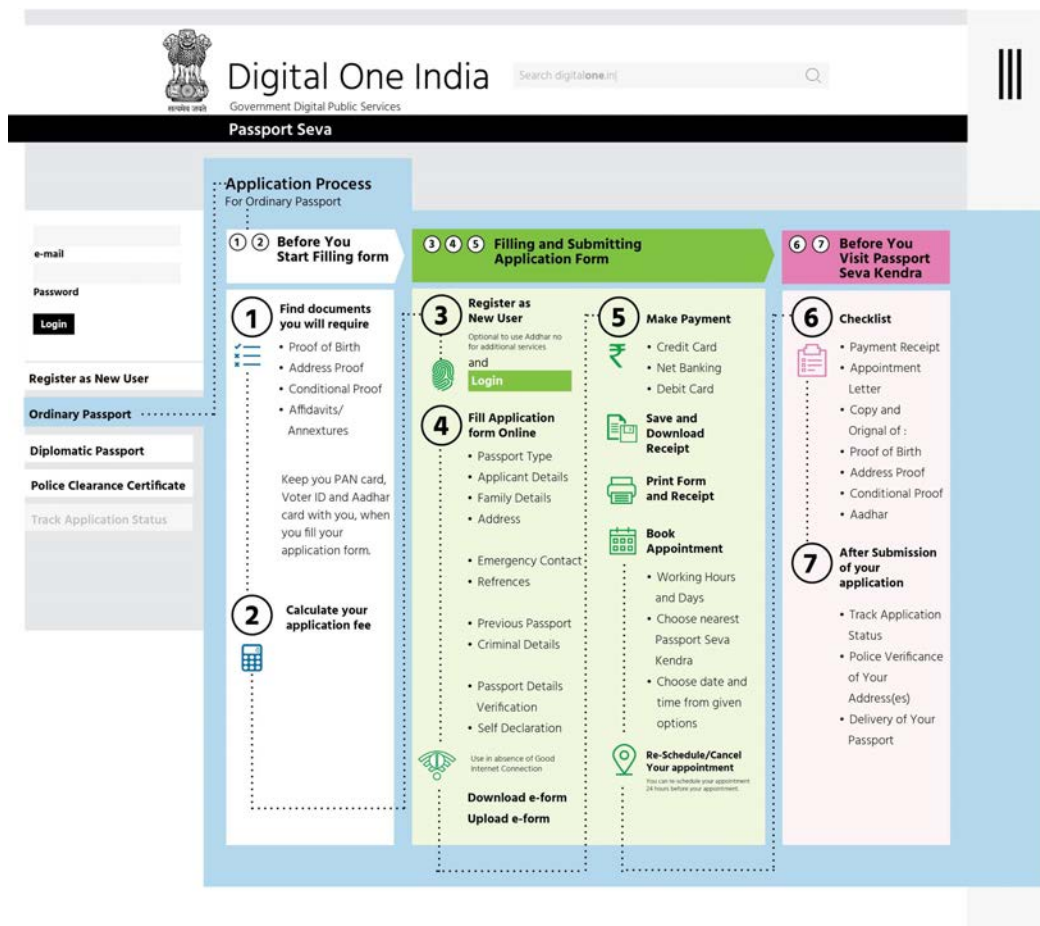 सत्यमेव जयते
Digital One India
Government Digital Public Services
Search digitalone.in|
Passport Seva
e-mail
Password
Login
Register as New User
Ordinary Passport
Diplomatic Passport
Police Clearance Certificate
Track Application Status
Application Process
For Ordinary Passport
1 2 Before You
Start Filling form
1
Find documents
you will require
• Proof of Birth
• Address Proof
• Conditional Proof
• Affidavits/
Annextures
Keep you PAN card,
Voter ID and Aadhar
card with you, when
you fill your
application form.
2
Calculate your
application fee
3 4 5 Filling and Submitting
Application Form
3
Register as
New User
Optional to use Addhar no
for additional services
and
Login
4
Fill Application
form Online
• Passport Type
• Applicant Details
• Family Details
• Address
• Emergency Contact
• Refrences
• Previous Passport
• Criminal Details
• Passport Details
Verification
• Self Declaration
Use in absence of Good
Internet Connection
Download e-form
Upload e-form
5
Make Payment
• Credit Card
• Net Banking
• Debit Card
Save and
Download
Receipt
Print Form
and Receipt
Book
Appointment
• Working Hours
and Days
• Choose nearest
Passport Seva
Kendra
• Choose date and
time from given
options
Re-Schedule/Cancel
Your appointment
You can re-schedule your appointment
24 hours before your appointment.
6 7 Before You
Visit Passport
Seva Kendra
6
Checklist
• Payment Receipt
• Appointment
Letter
• Copy and
Orignal of :
• Proof of Birth
• Address Proof
• Conditional Proof
• Aadhar
7
After Submission
of your
application
• Track Application
Status
• Police Verificance
of Your
Address(es)
• Delivery of Your
Passport